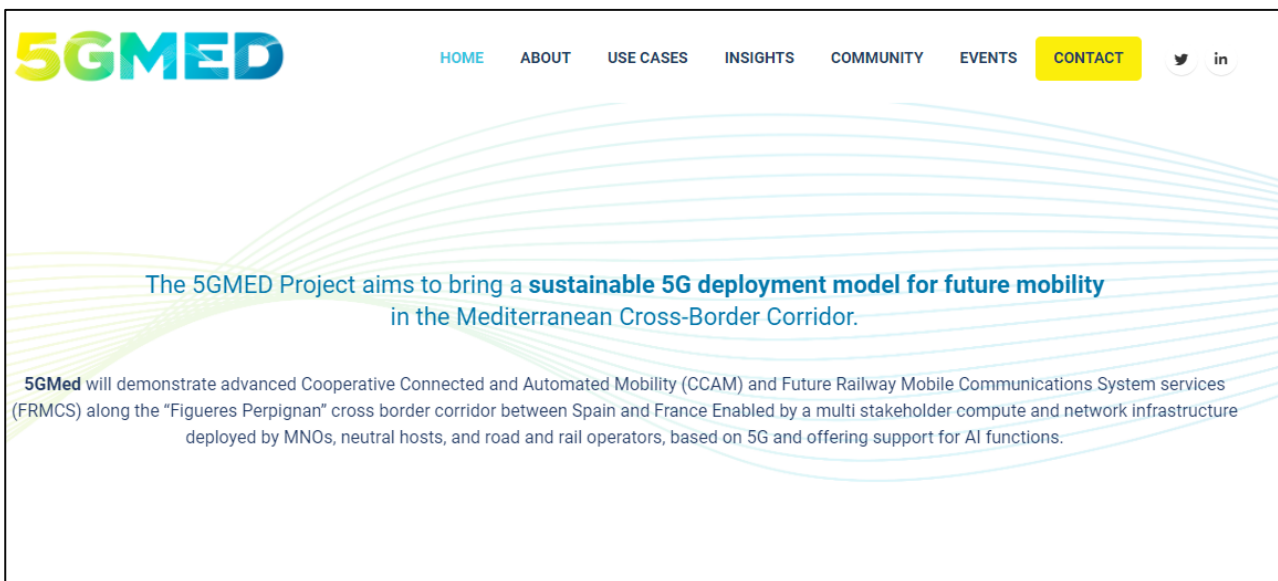 5GMED
HOME ABOUT USE CASES INSIGHTS COMMUNITY EVENTS CONTACT in
The 5GMED Project aims to bring a sustainable 5G deployment model for future mobility
in the Mediterranean Cross-Border Corridor.
5GMed will demonstrate advanced Cooperative Connected and Automated Mobility (CCAM) and Future Railway Mobile Communications System services
(FRMCS) along the “Figueres Perpignan” cross border corridor between Spain and France Enabled by a multi stakeholder compute and network infrastructure
deployed by MNOs, neutral hosts, and road and rail operators, based on 5G and offering support for AI functions.